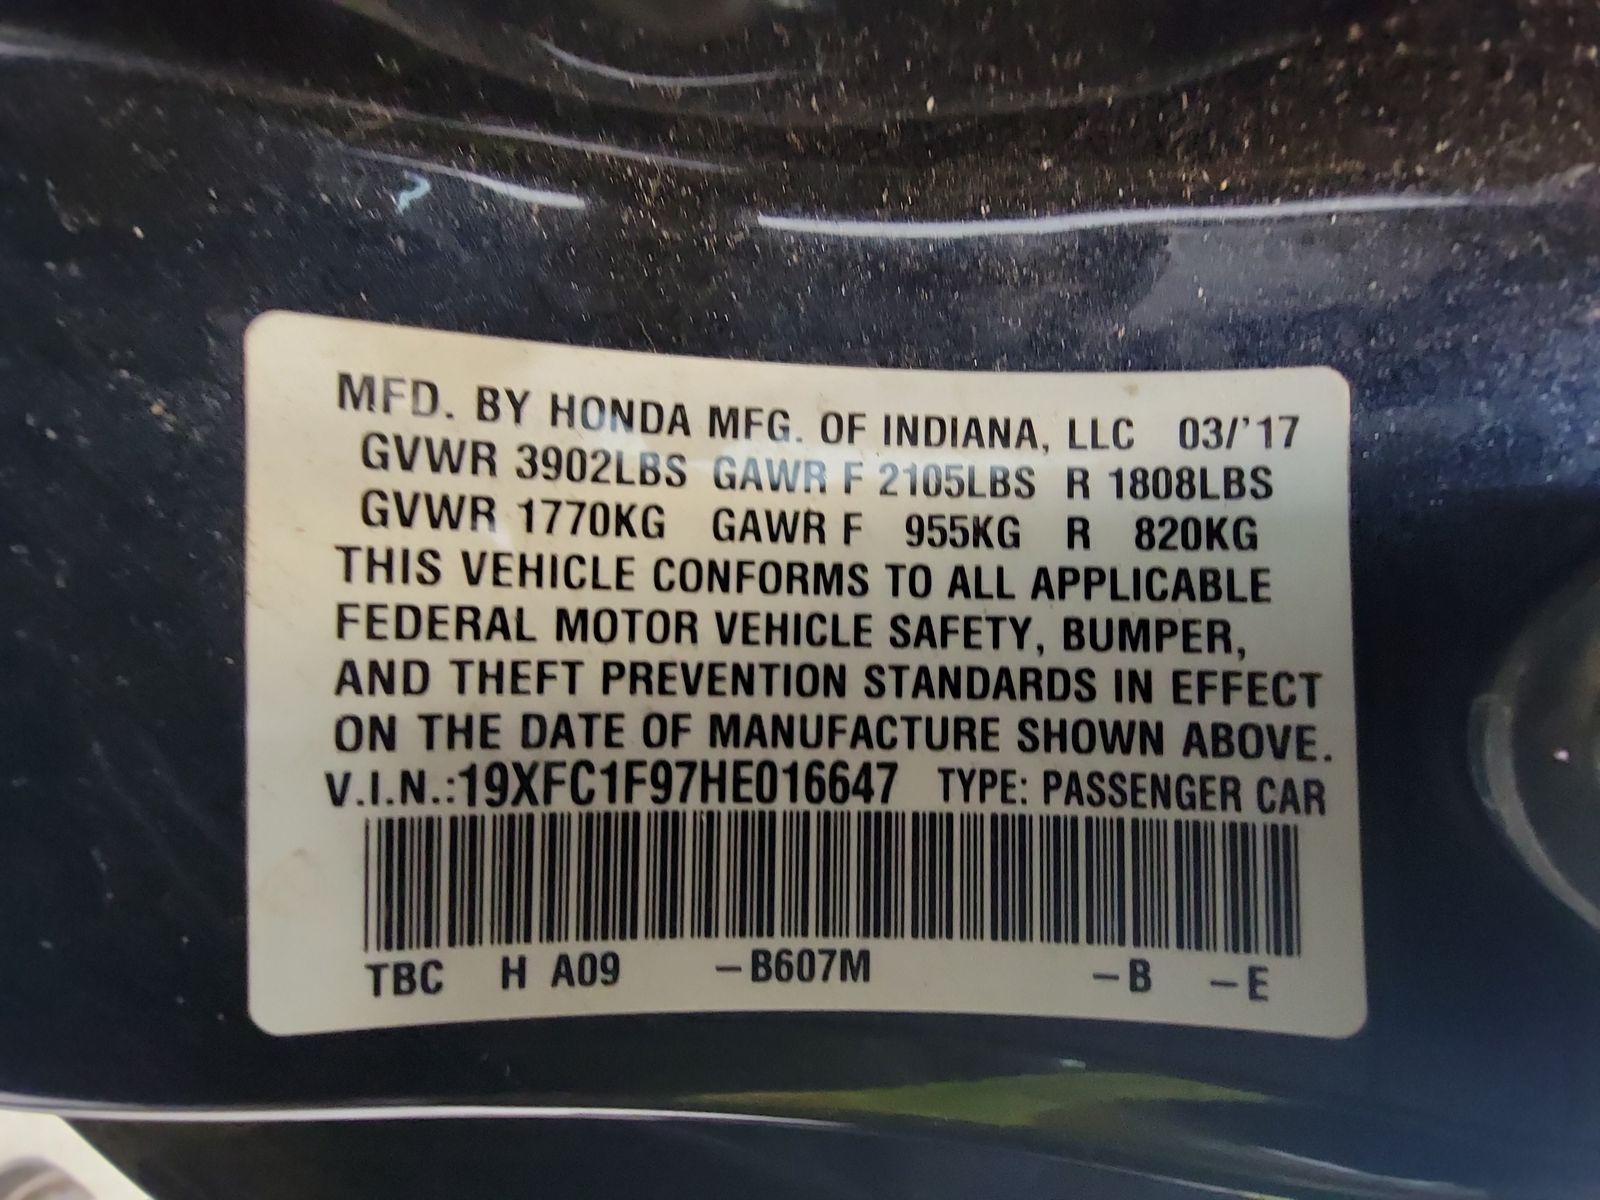 MFD. BY HONDA MFG. OF INDIANA, LLC 03/'17
GVWR 3902LBS GAWR F 2105LBS R 1808LBS
GVWR 1770KG GAWR F 955KG R 820KG
THIS VEHICLE CONFORMS TO ALL APPLICABLE
FEDERAL MOTOR VEHICLE SAFETY, BUMPER,
AND THEFT PREVENTION STANDARDS IN EFFECT
ON THE DATE OF MANUFACTURE SHOWN ABOVE.
V.I.N.:19XFC1F97HE016647 TYPE: PASSENGER CAR
TBC H A09 –B607M –B –E